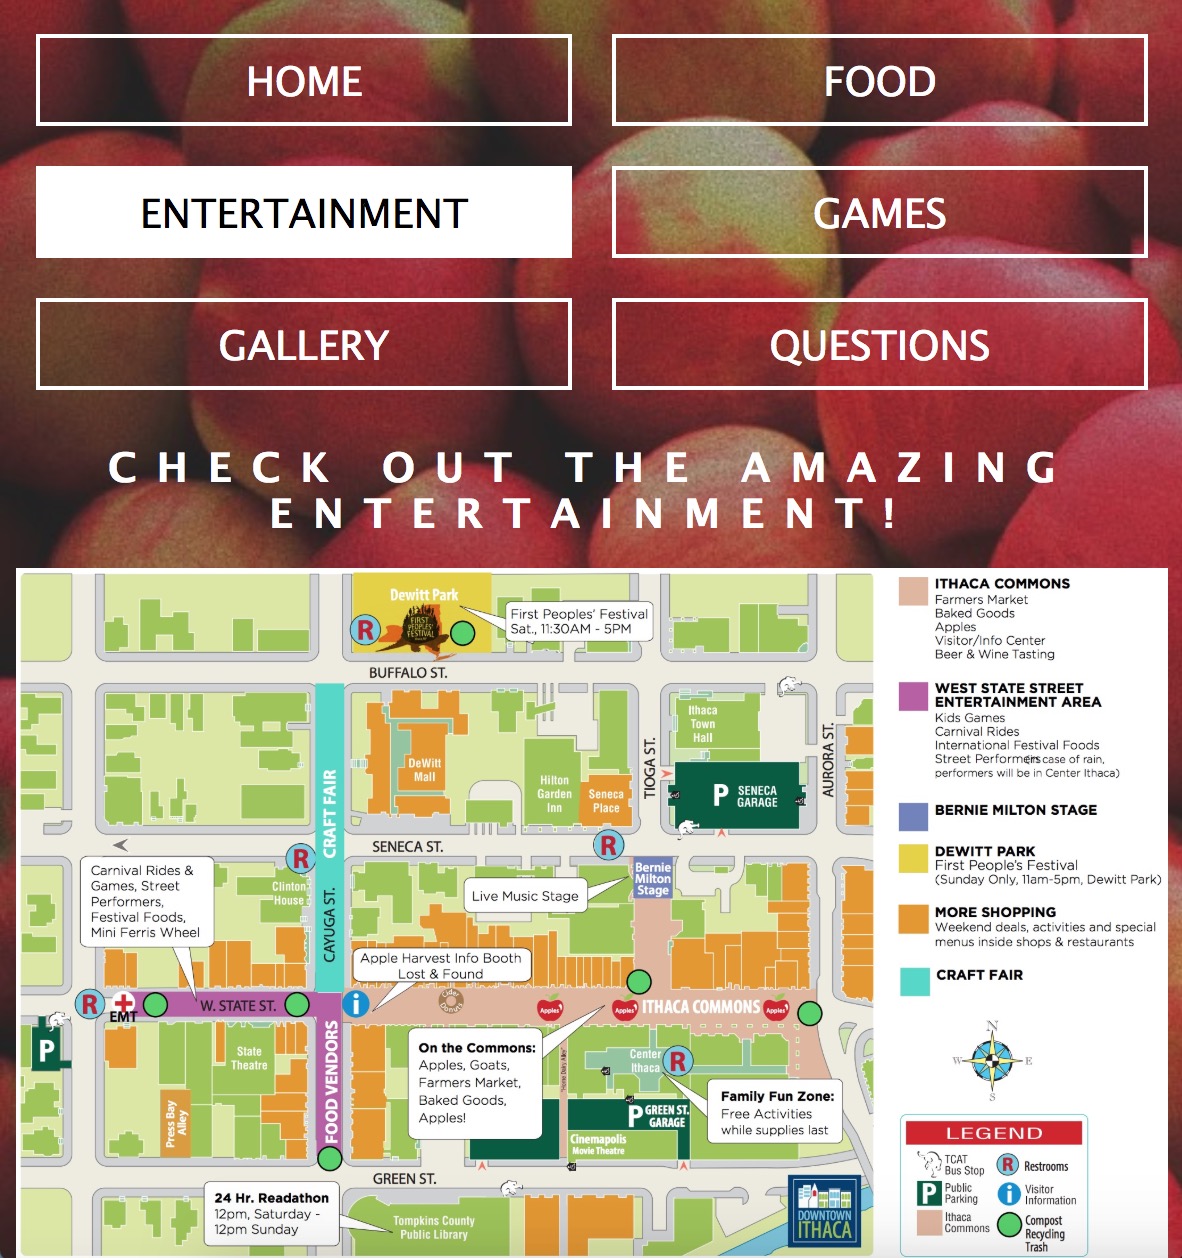 HOME
FOOD
ENTERTAINMENT
GAMES
GALLERY
QUESTIONS
CHECK OUT THE AMAZING
ENTERTAINMENT!
Dewitt Park
FIRST
PEOPLES'
FESTIVAL
First Peoples' Festival
Sat., 11:30AM - 5PM
R
BUFFALO ST.
Ithaca
Town
Hall
TIOGA ST.
AURORA ST.
DeWitt
Mall
Hilton
Garden
Inn
Seneca
Place
P SENECA
GARAGE
CRAFT FAIR
SENECA ST.
R
R
Clinton
House
CAYUGA ST.
Carnival Rides &
Games, Street
Performers,
Festival Foods,
Mini Ferris Wheel
Live Music Stage
Bernie
Milton
Stage
Apple Harvest Info Booth
Lost & Found
R
EMT
W. STATE ST.
i
Cider
Donuts
Apples
Apples
ITHACA COMMONS
Apples
P
State
Theatre
Press Bay
Alley
FOOD VENDORS
On the Commons:
Apples, Goats,
Farmers Market,
Baked Goods,
Apples!
"Home Dairy Alley"
Center
Ithaca
R
Family Fun Zone:
Free Activities
while supplies last
P GREEN ST.
GARAGE
Cinemapolis
Movie Theatre
GREEN ST.
24 Hr. Readathon
12pm, Saturday -
12pm Sunday
Tompkins County
Public Library
DOWNTOWN
ITHACA
ITHACA COMMONS
Farmers Market
Baked Goods
Apples
Visitor/Info Center
Beer & Wine Tasting
WEST STATE STREET
ENTERTAINMENT AREA
Kids Games
Carnival Rides
International Festival Foods
Street Performers (in case of rain,
performers will be in Center Ithaca)
BERNIE MILTON STAGE
DEWITT PARK
First People's Festival
(Sunday Only, 11am-5pm, Dewitt Park)
MORE SHOPPING
Weekend deals, activities and special
menus inside shops & restaurants
CRAFT FAIR
N
W E
S
LEGEND
TCAT
Bus Stop
R Restrooms
P Public
Parking
i Visitor
Information
Ithaca
Commons
Compost
Recycling
Trash